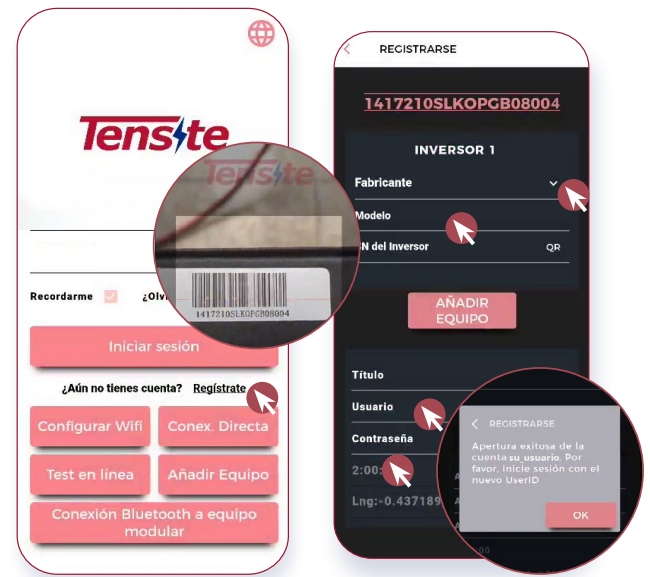 Tensite
Tensite
1417210SLKOPGB08004
Recordarme
Iniciar sesión
¿Aún no tienes cuenta? Regístrate
Configurar Wifi
Conex. Directa
Test en línea
Añadir Equipo
Conexión Bluetooth a equipo
modular
REGISTRARSE
1417210SLKOPGB08004
INVERSOR 1
Fabricante
Modelo
SN del Inversor
QR
AÑADIR
EQUIPO
Título
Usuario
Contraseña
2:00:
Lng:-0.437189
REGISTRARSE
Apertura exitosa de la
cuenta su_usuario. Por
favor, inicie sesión con el
nuevo UserID
OK